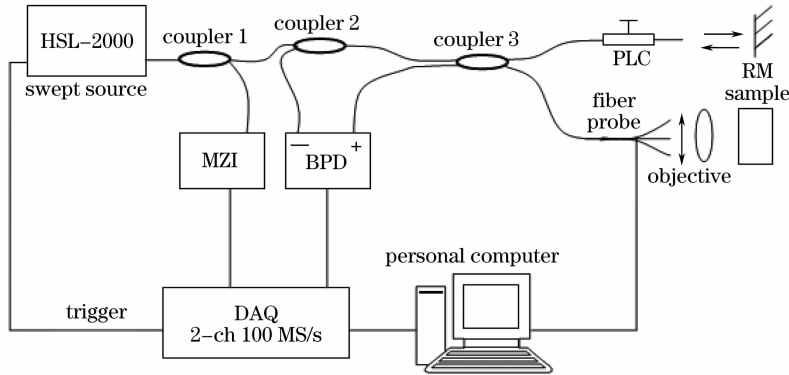 HSL-2000
swept source
coupler 1
coupler 2
coupler 3
PLC
RM
sample
fiber
probe
objective
MZI
− BPD +
personal computer
trigger
DAQ
2-ch 100 MS/s